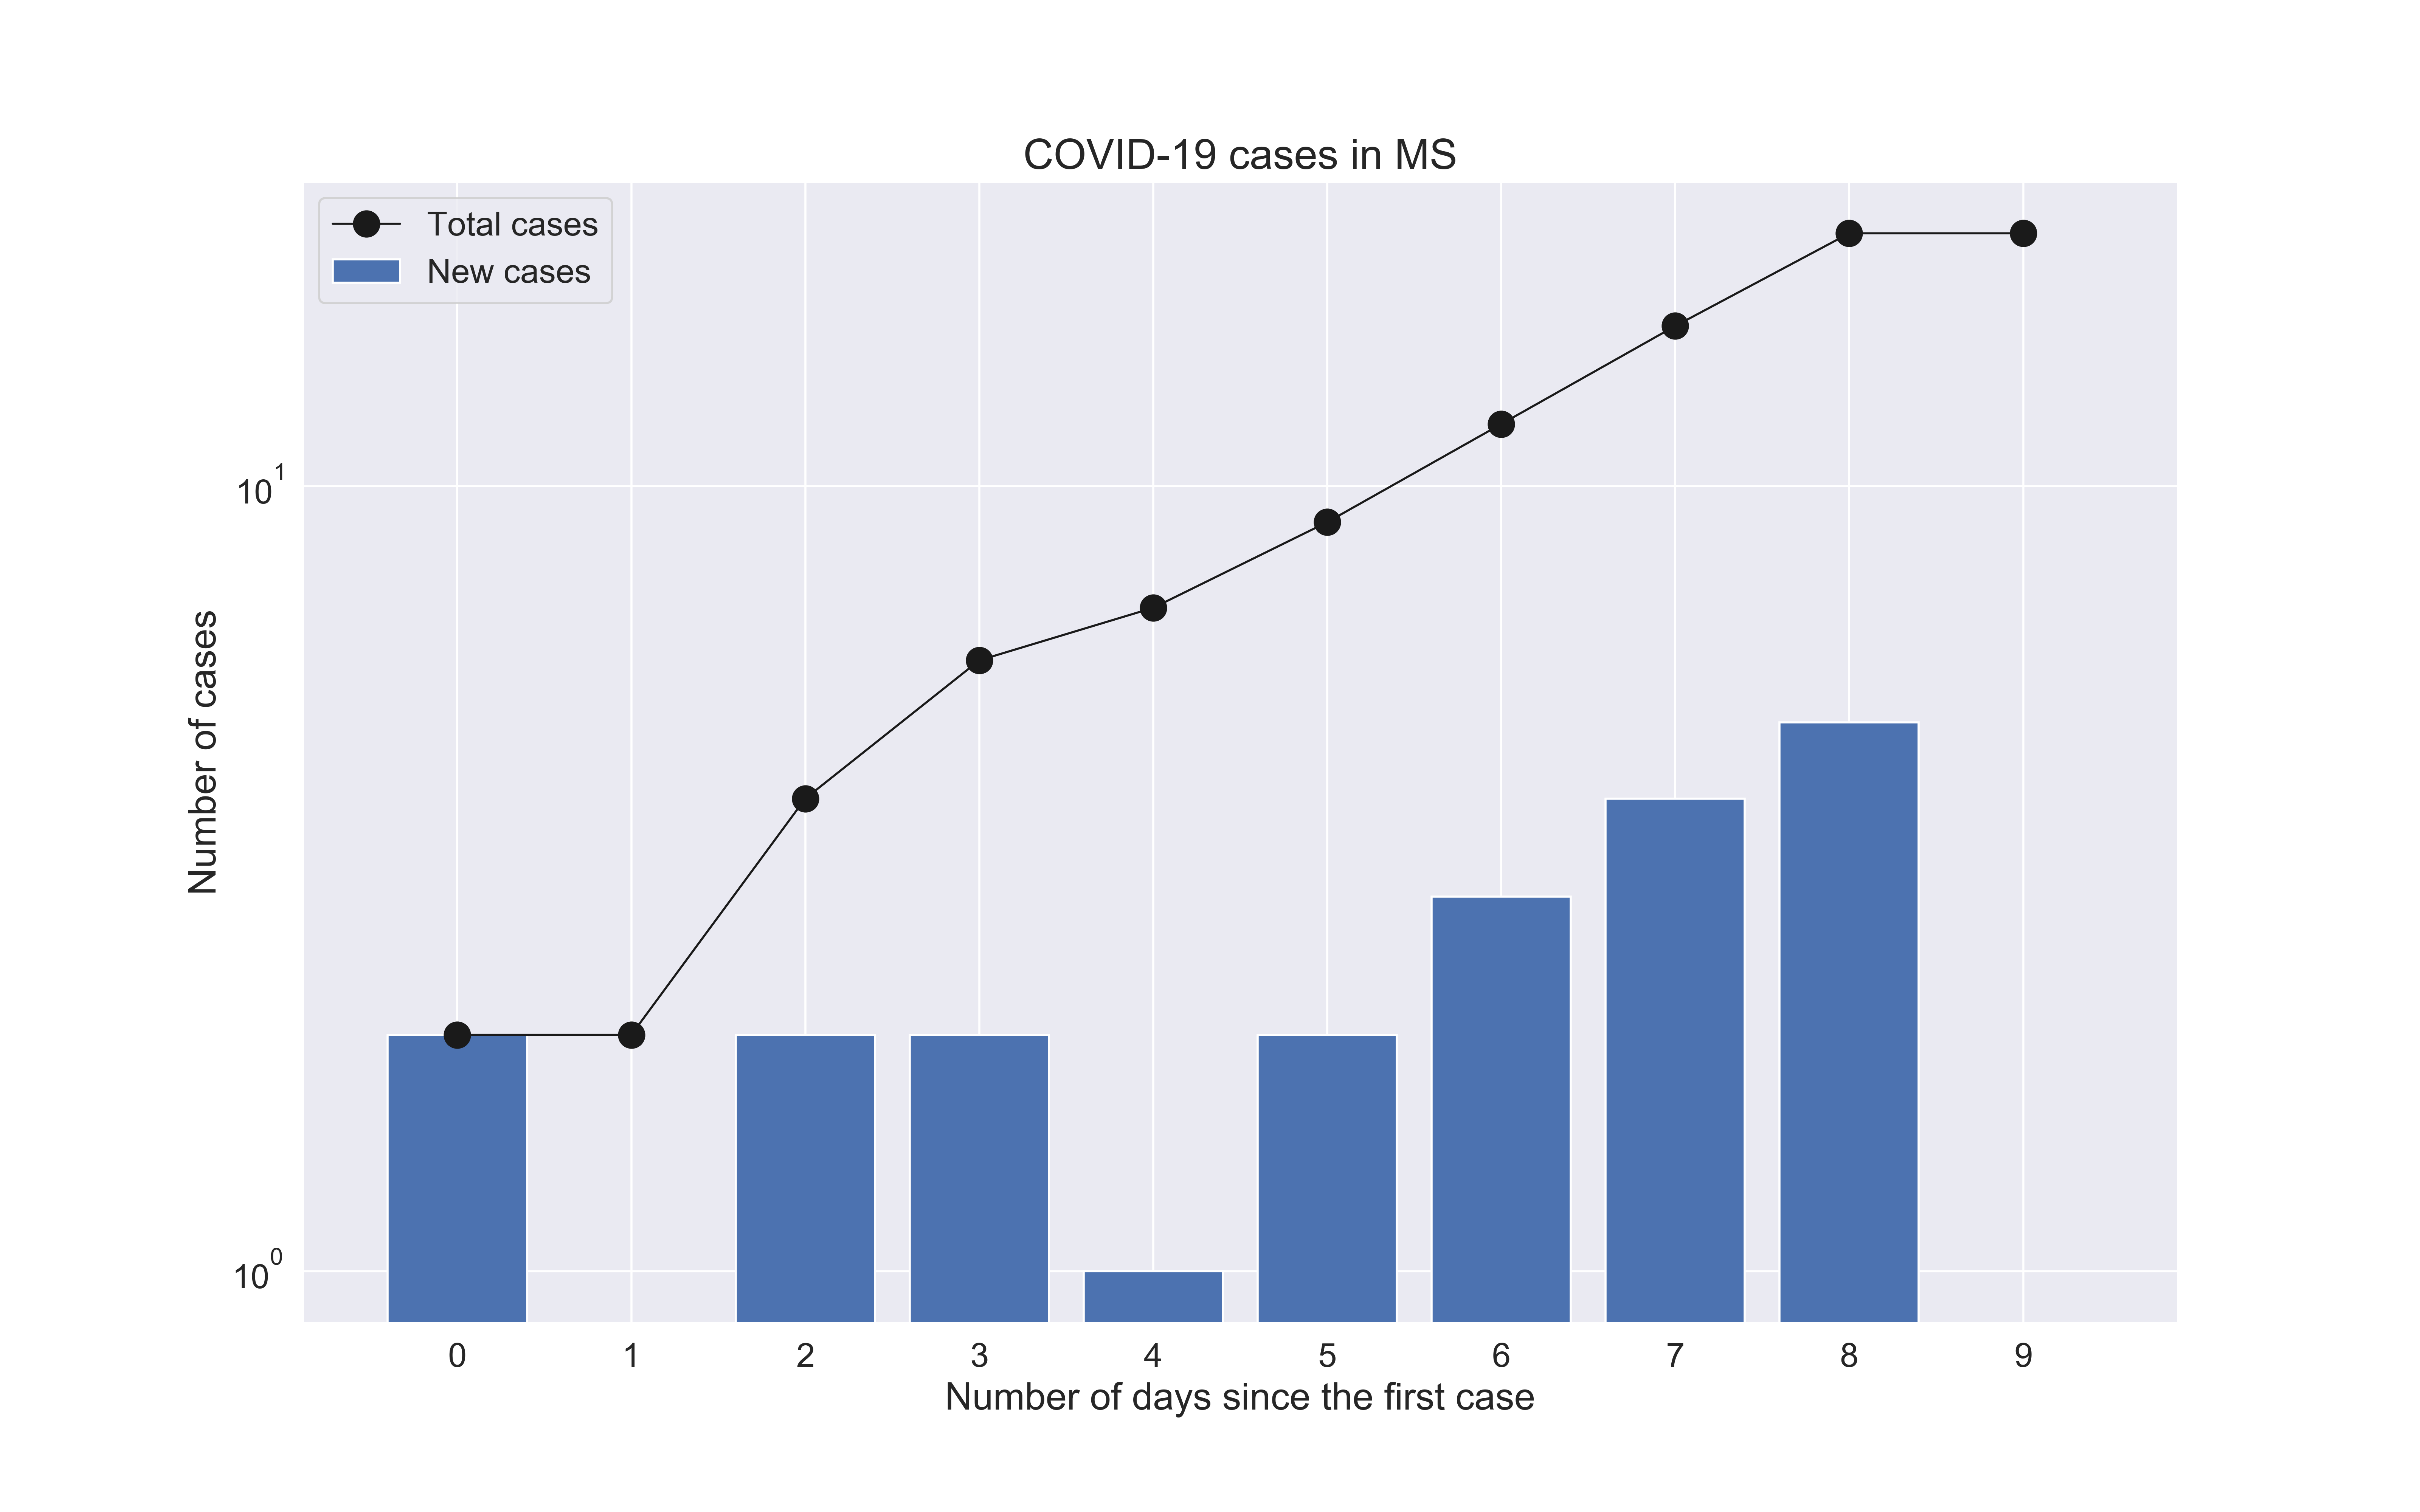 COVID-19 cases in MS
Total cases
New cases
Number of cases
10^1
10^0
0 1 2 3 4 5 6 7 8 9
Number of days since the first case